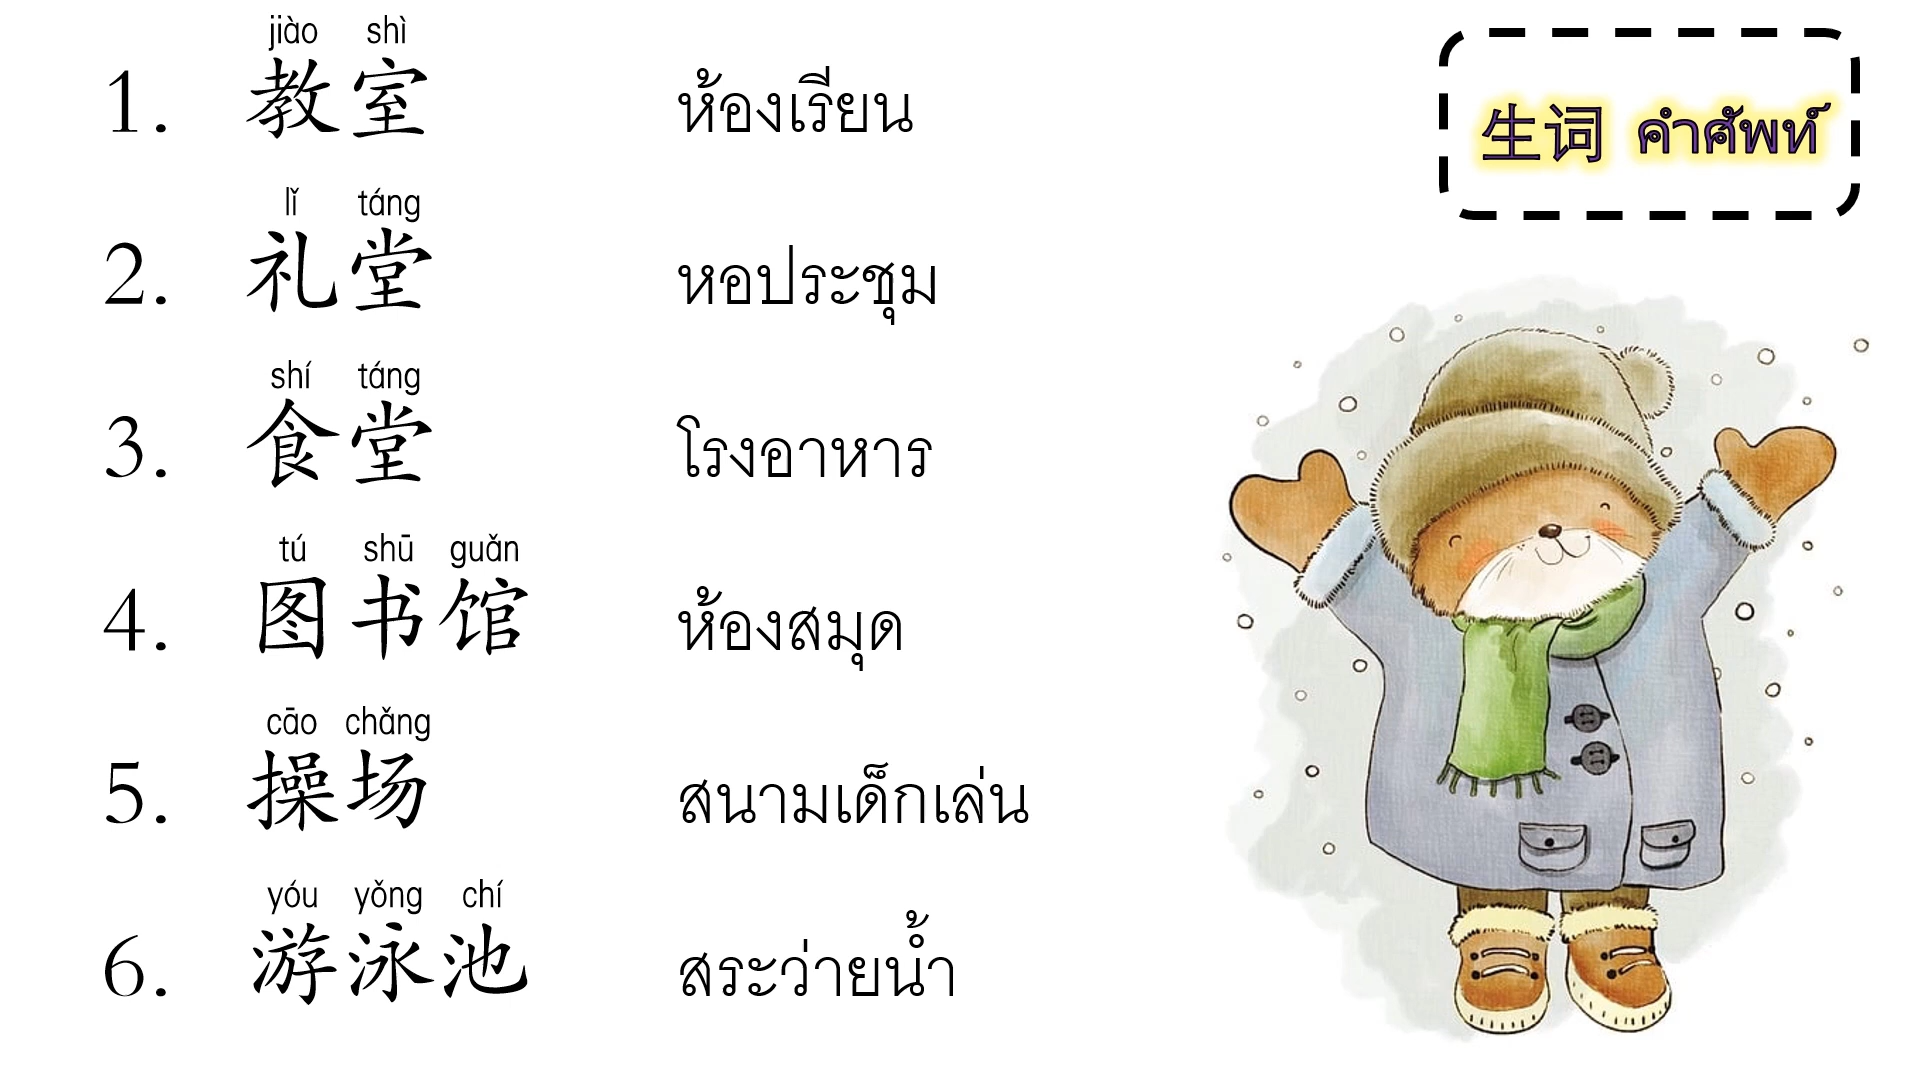 jiào shì
1. 教室 ห้องเรียน
生词 คำศัพท์
lǐ táng
2. 礼堂 หอประชุม
shí táng
3. 食堂 โรงอาหาร
tú shū guǎn
4. 图书馆 ห้องสมุด
cāo chǎng
5. 操场 สนามเด็กเล่น
yóu yǒng chí
6. 游泳池 สระว่ายน้ำ